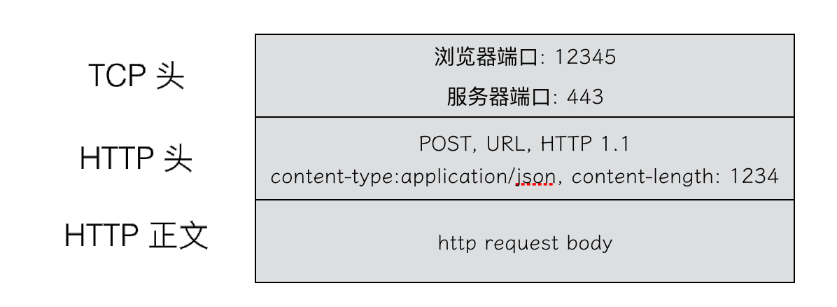 TCP 头
浏览器端口: 12345
服务器端口: 443
HTTP 头
POST, URL, HTTP 1.1
content-type:application/json, content-length: 1234
HTTP 正文
http request body